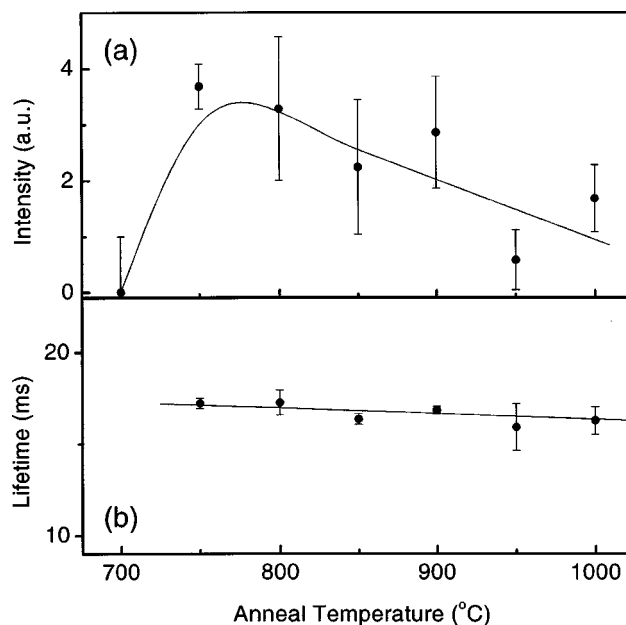 (a)
Intensity (a.u.)
4
2
0
(b)
Lifetime (ms)
20
10
700 800 900 1000
Anneal Temperature (°C)